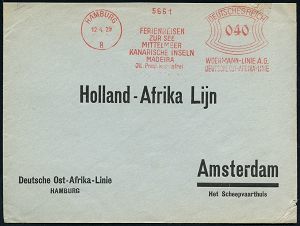 5661
HAMBURG
12.4.29
8
FERIENREISEN
ZUR SEE
MITTELMEER
KANARISCHE INSELN
MADEIRA
DEUTSCHES REICH
040
WOERMANN-LINIE A.G.
DEUTSCHE OST-AFRIKA-LINIE
Holland-Afrika Lijn
Amsterdam
Het Scheepvaarthuis
Deutsche Ost-Afrika-Linie
HAMBURG